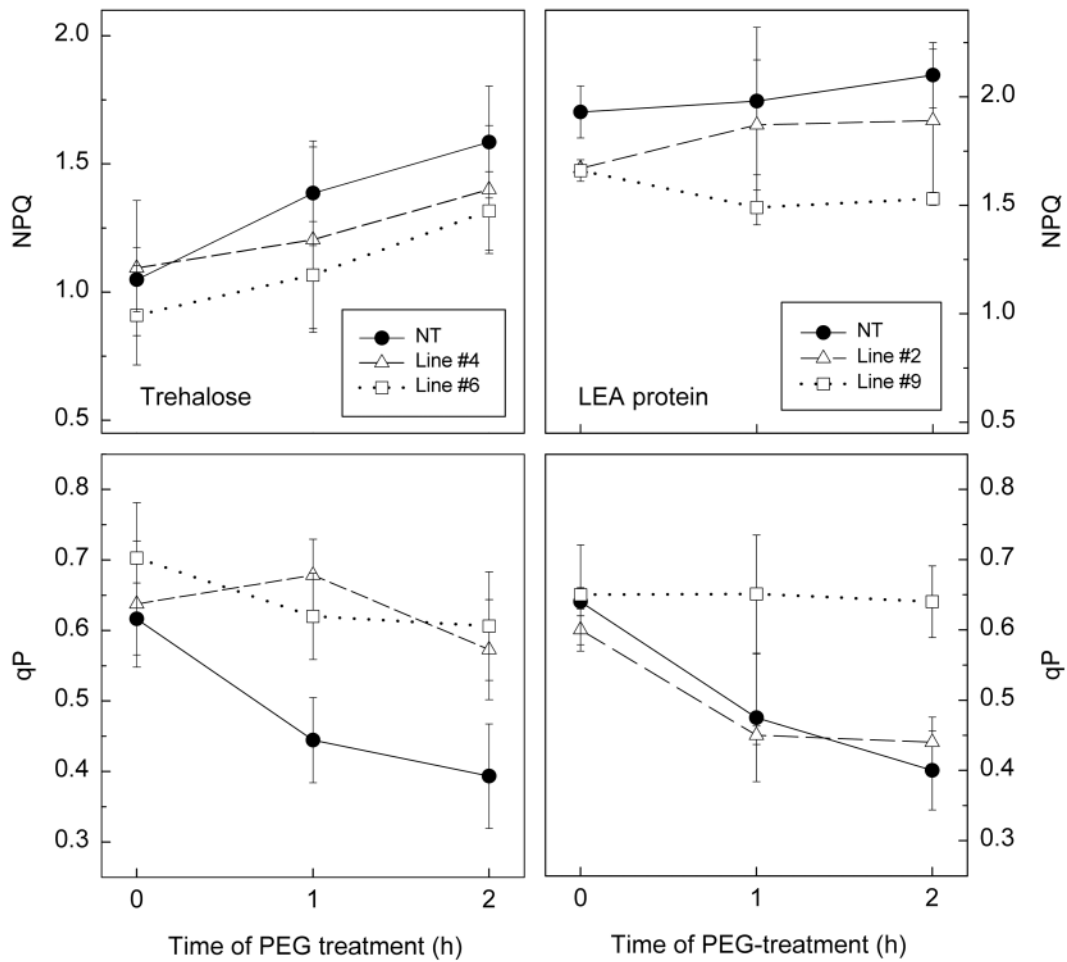 NPQ
2.0
1.5
1.0
0.5
NT
Line #4
Line #6
Trehalose
NPQ
2.0
1.5
1.0
0.5
NT
Line #2
Line #9
LEA protein
qP
0.8
0.7
0.6
0.5
0.4
0.3
0 1 2
Time of PEG treatment (h)
qP
0.8
0.7
0.6
0.5
0.4
0.3
0 1 2
Time of PEG-treatment (h)